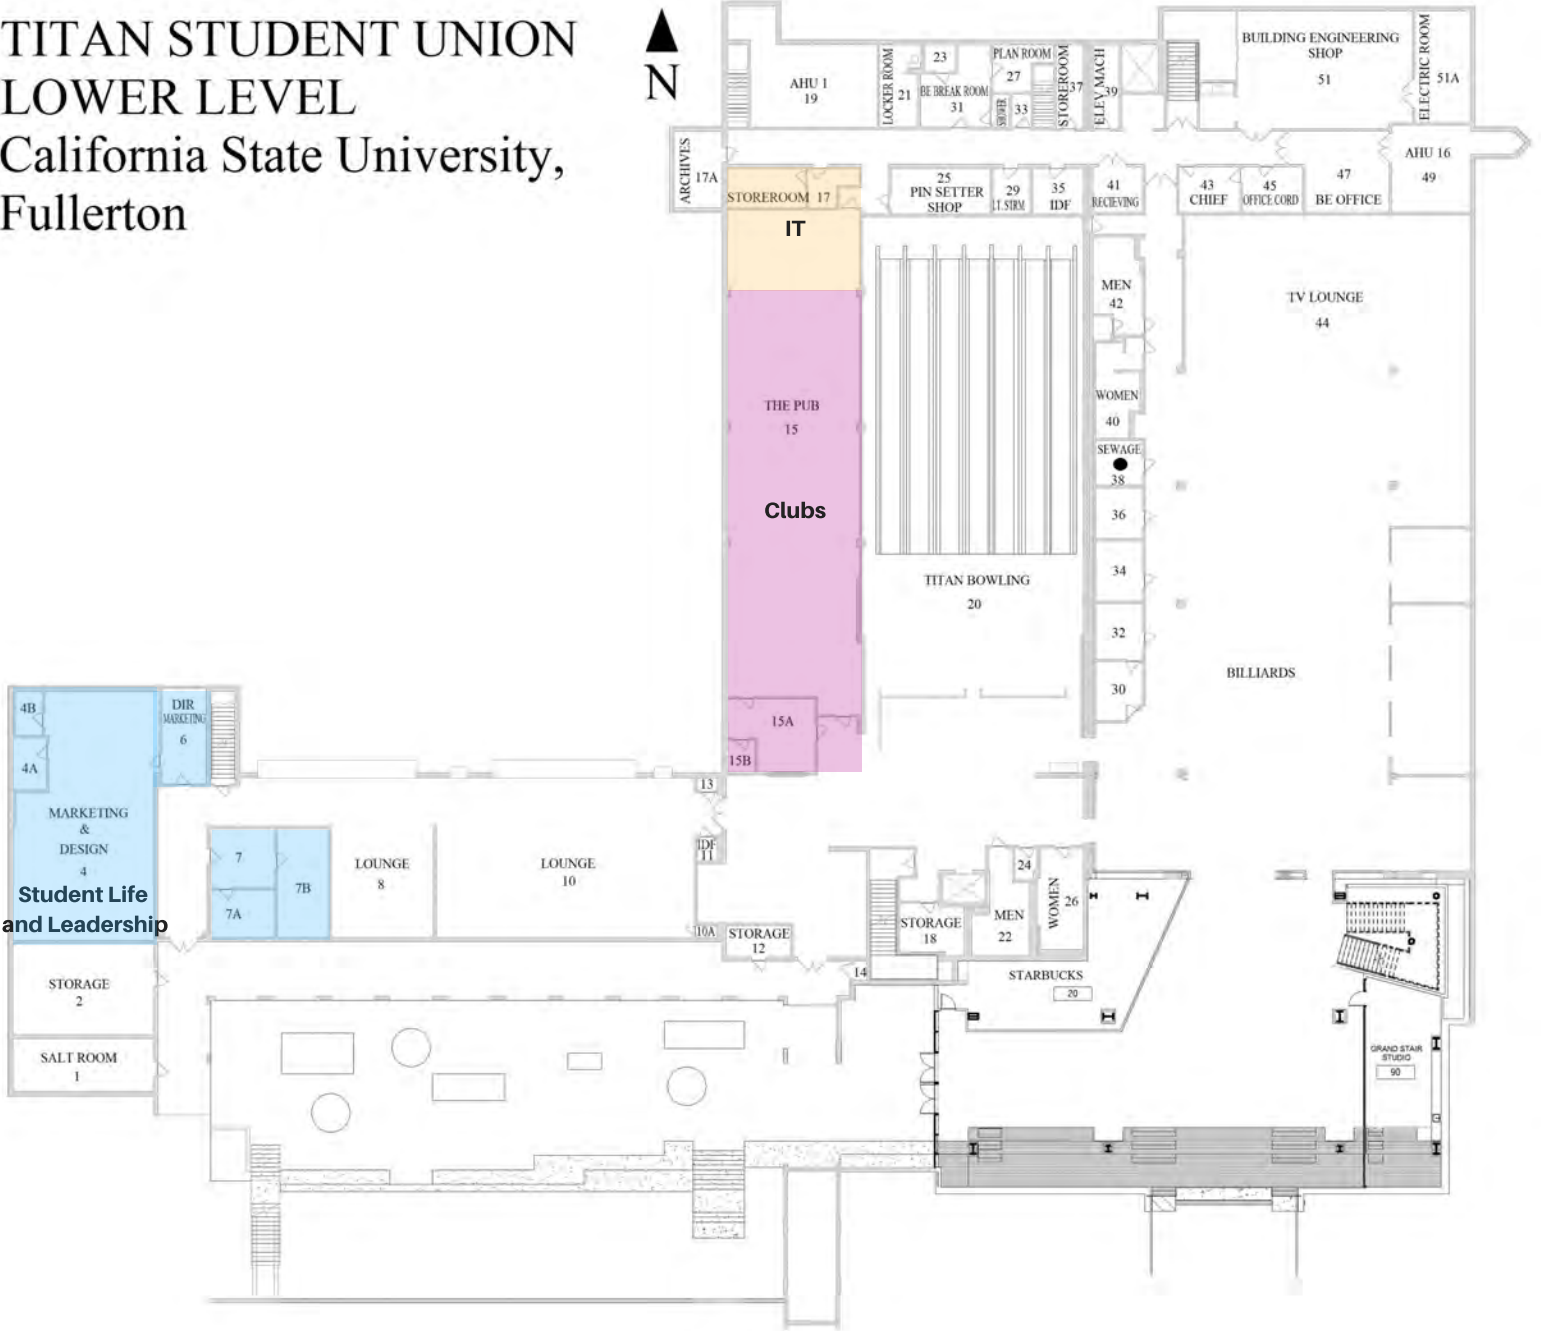 TITAN STUDENT UNION
LOWER LEVEL
California State University,
Fullerton
N
AHU 1
19
LOCKER ROOM
21
23
BE BREAK ROOM
31
PLAN ROOM
27
SHOWER
33
STOREROOM
37
ELEV MACH
39
BUILDING ENGINEERING
SHOP
51
ELECTRIC ROOM
51A
ARCHIVES
17A
STOREROOM 17
IT
25
PIN SETTER
SHOP
29
LT. STRM
35
IDF
41
RECIEVING
43
CHIEF
45
OFFICE CORD
47
BE OFFICE
AHU 16
49
MEN
42
TV LOUNGE
44
THE PUB
15
WOMEN
40
SEWAGE
38
Clubs
36
34
TITAN BOWLING
20
32
30
BILLIARDS
15A
15B
4B
4A
DIR
MARKETING
6
MARKETING
&
DESIGN
4
Student Life
and Leadership
7
7A
7B
LOUNGE
8
LOUNGE
10
13
IDF
11
10A
STORAGE
12
14
STORAGE
18
MEN
22
24
WOMEN
26
STARBUCKS
20
STORAGE
2
SALT ROOM
1
GRAND STAIR
STUDIO
90